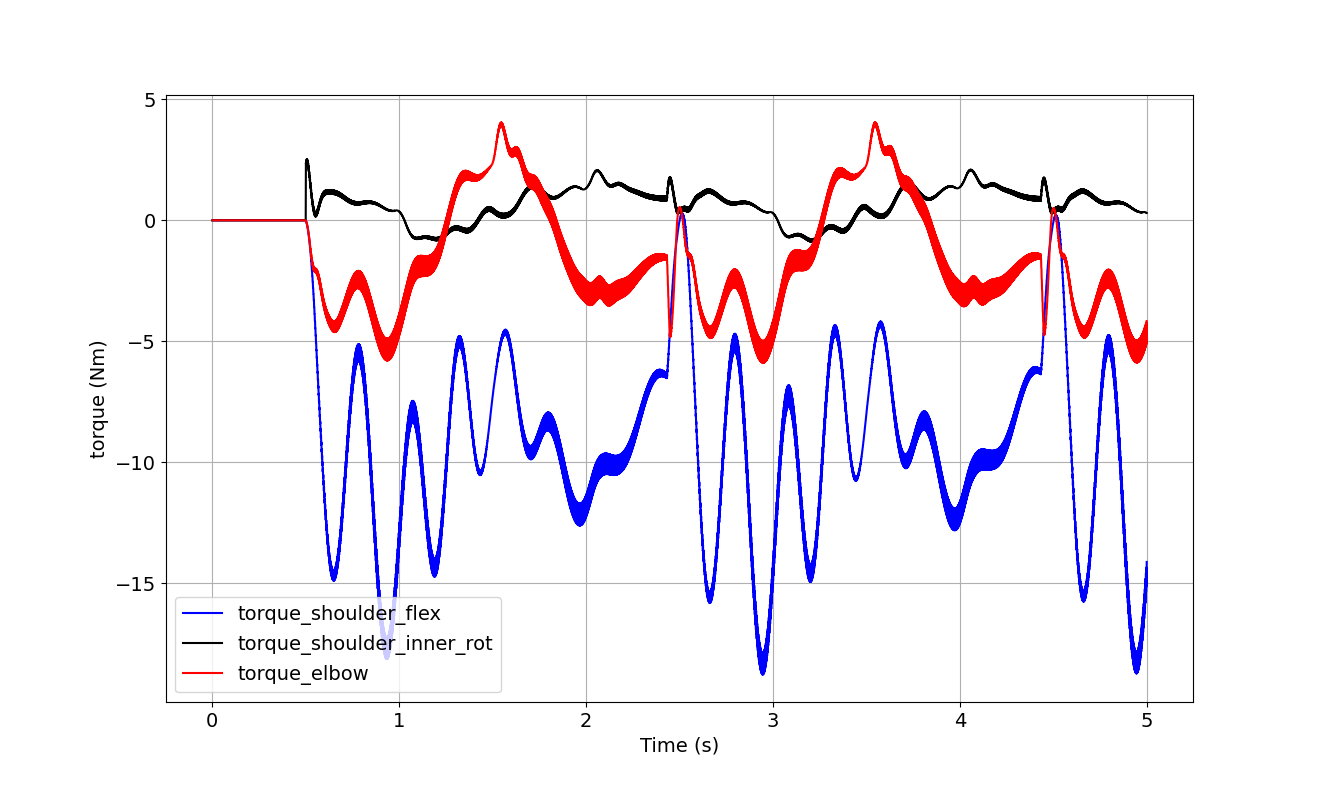 5
0
−5
−10
−15
torque (Nm)
torque_shoulder_flex
torque_shoulder_inner_rot
torque_elbow
0 1 2 3 4 5
Time (s)